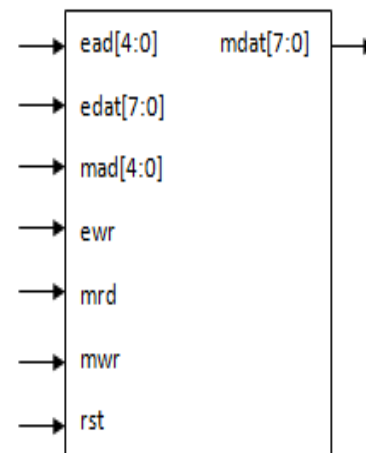 ead[4:0] mdat[7:0]
edat[7:0]
mad[4:0]
ewr
mrd
mwr
rst